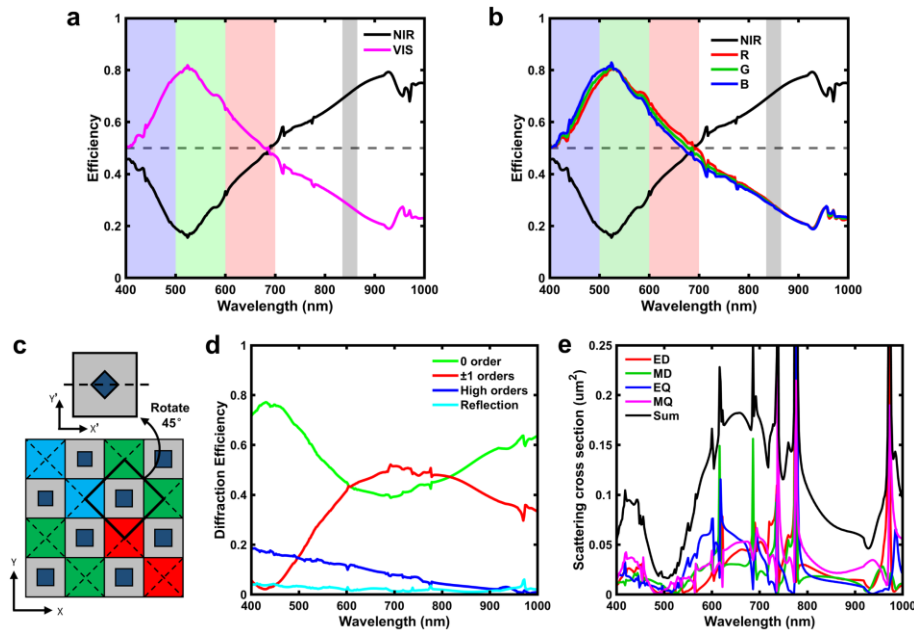 a
1
0.8
0.6
0.4
0.2
0
Efficiency
NIR
VIS
400 500 600 700 800 900 1000
Wavelength (nm)
b
1
0.8
0.6
0.4
0.2
0
Efficiency
NIR
R
G
B
400 500 600 700 800 900 1000
Wavelength (nm)
c
Y'
X'
Rotate
45°
Y
X
d
1
0.8
0.6
0.4
0.2
0
Diffraction Efficiency
0 order
±1 orders
High orders
Reflection
400 500 600 700 800 900 1000
Wavelength (nm)
e
0.25
0.2
0.15
0.1
0.05
0
Scattering cross section (um²)
ED
MD
EQ
MQ
Sum
400 500 600 700 800 900 1000
Wavelength (nm)